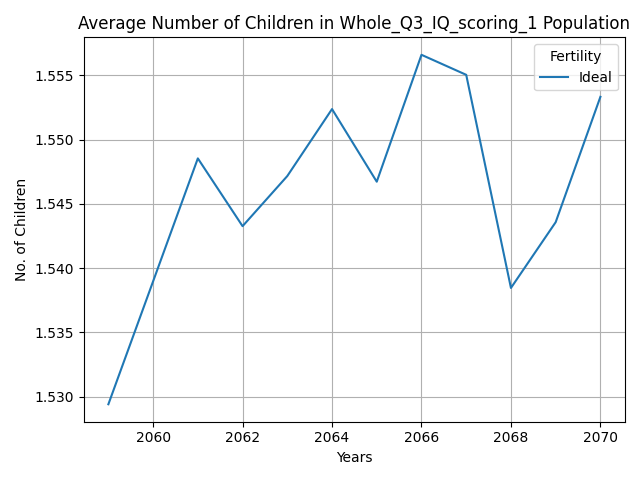 Average Number of Children in Whole_Q3_IQ_scoring_1 Population
Fertility
Ideal
No. of Children
1.555
1.550
1.545
1.540
1.535
1.530
2060 2062 2064 2066 2068 2070
Years